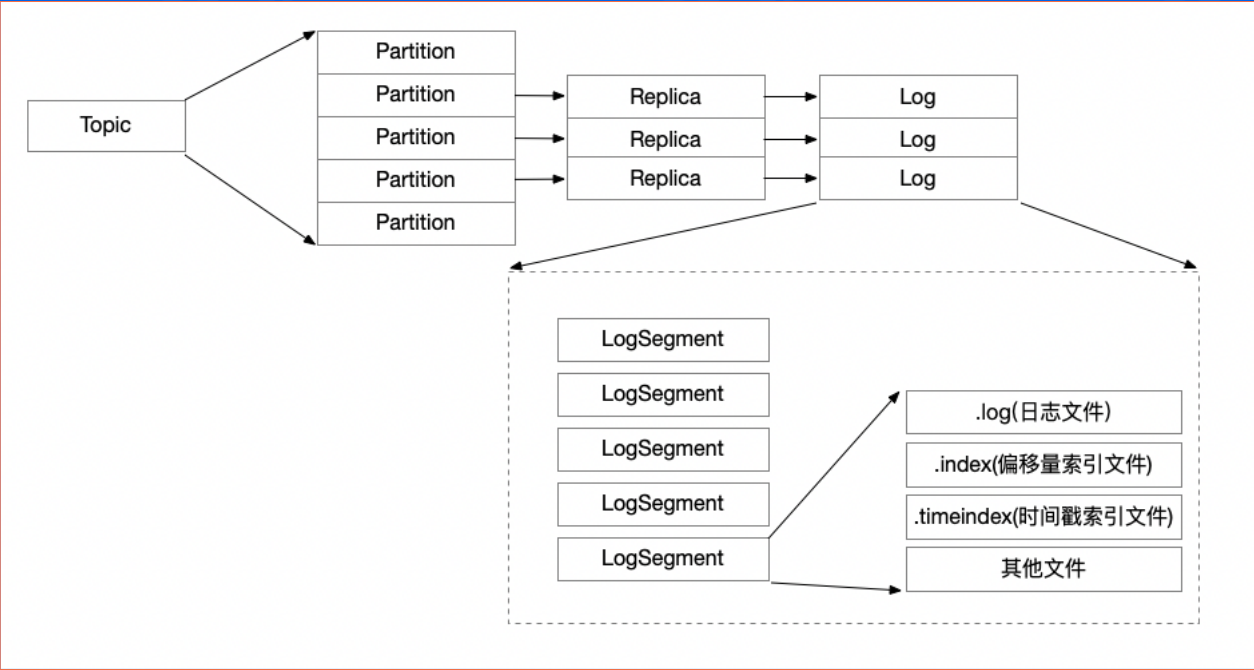 Topic
Partition
Partition
Partition
Partition
Partition
Replica
Replica
Replica
Log
Log
Log
LogSegment
LogSegment
LogSegment
LogSegment
LogSegment
.log(日志文件)
.index(偏移量索引文件)
.timeindex(时间戳索引文件)
其他文件